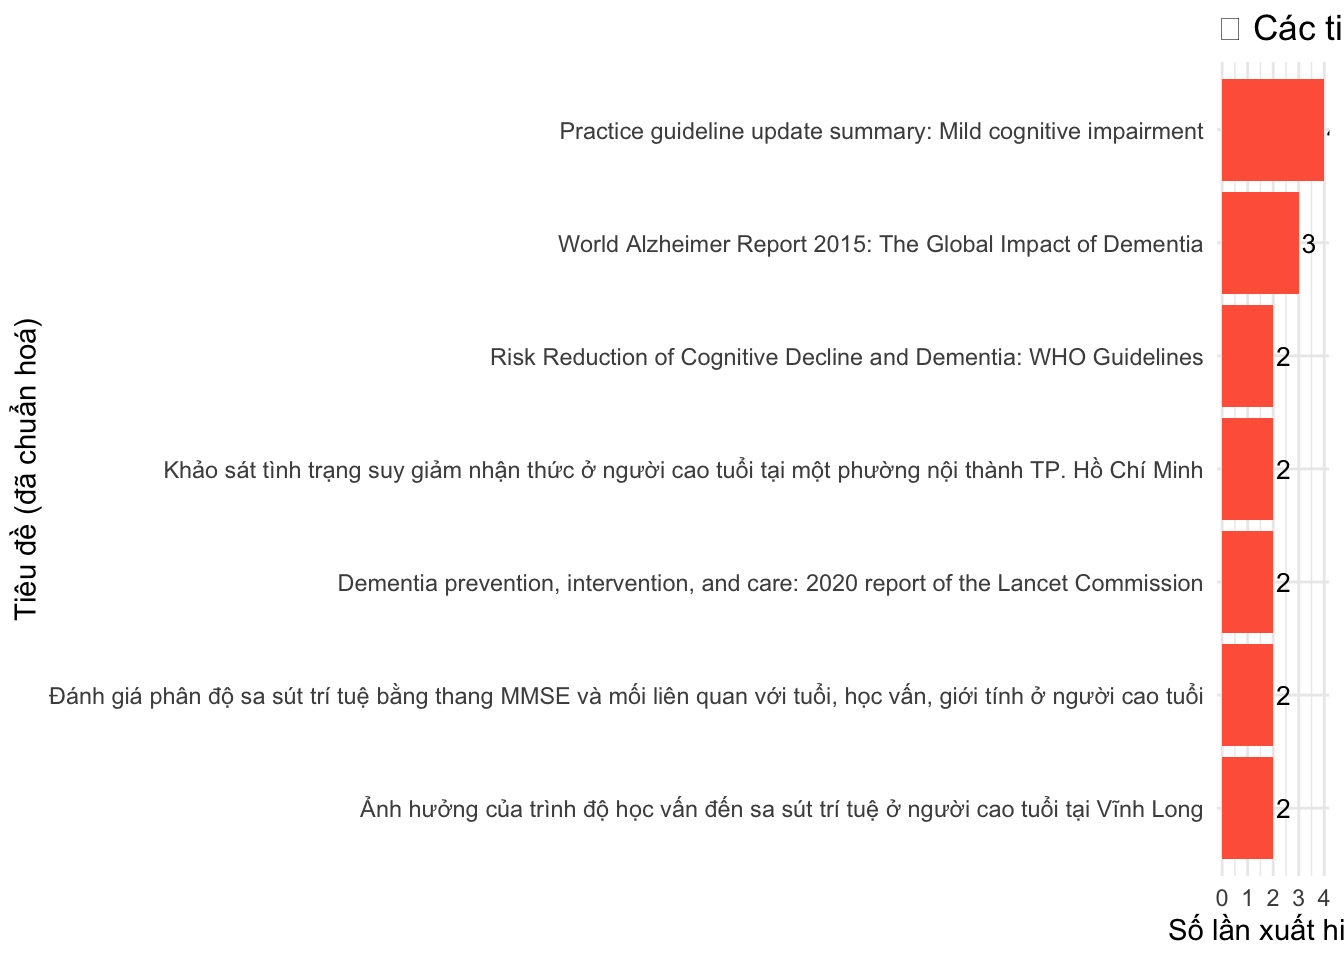 Các ti
Practice guideline update summary: Mild cognitive impairment
World Alzheimer Report 2015: The Global Impact of Dementia
3
Risk Reduction of Cognitive Decline and Dementia: WHO Guidelines
2
Khảo sát tình trạng suy giảm nhận thức ở người cao tuổi tại một phường nội thành TP. Hồ Chí Minh
2
Dementia prevention, intervention, and care: 2020 report of the Lancet Commission
2
Đánh giá phân độ sa sút trí tuệ bằng thang MMSE và mối liên quan với tuổi, học vấn, giới tính ở người cao tuổi
2
Ảnh hưởng của trình độ học vấn đến sa sút trí tuệ ở người cao tuổi tại Vĩnh Long
2
Tiêu đề (đã chuẩn hoá)
0 1 2 3 4
Số lần xuất hi